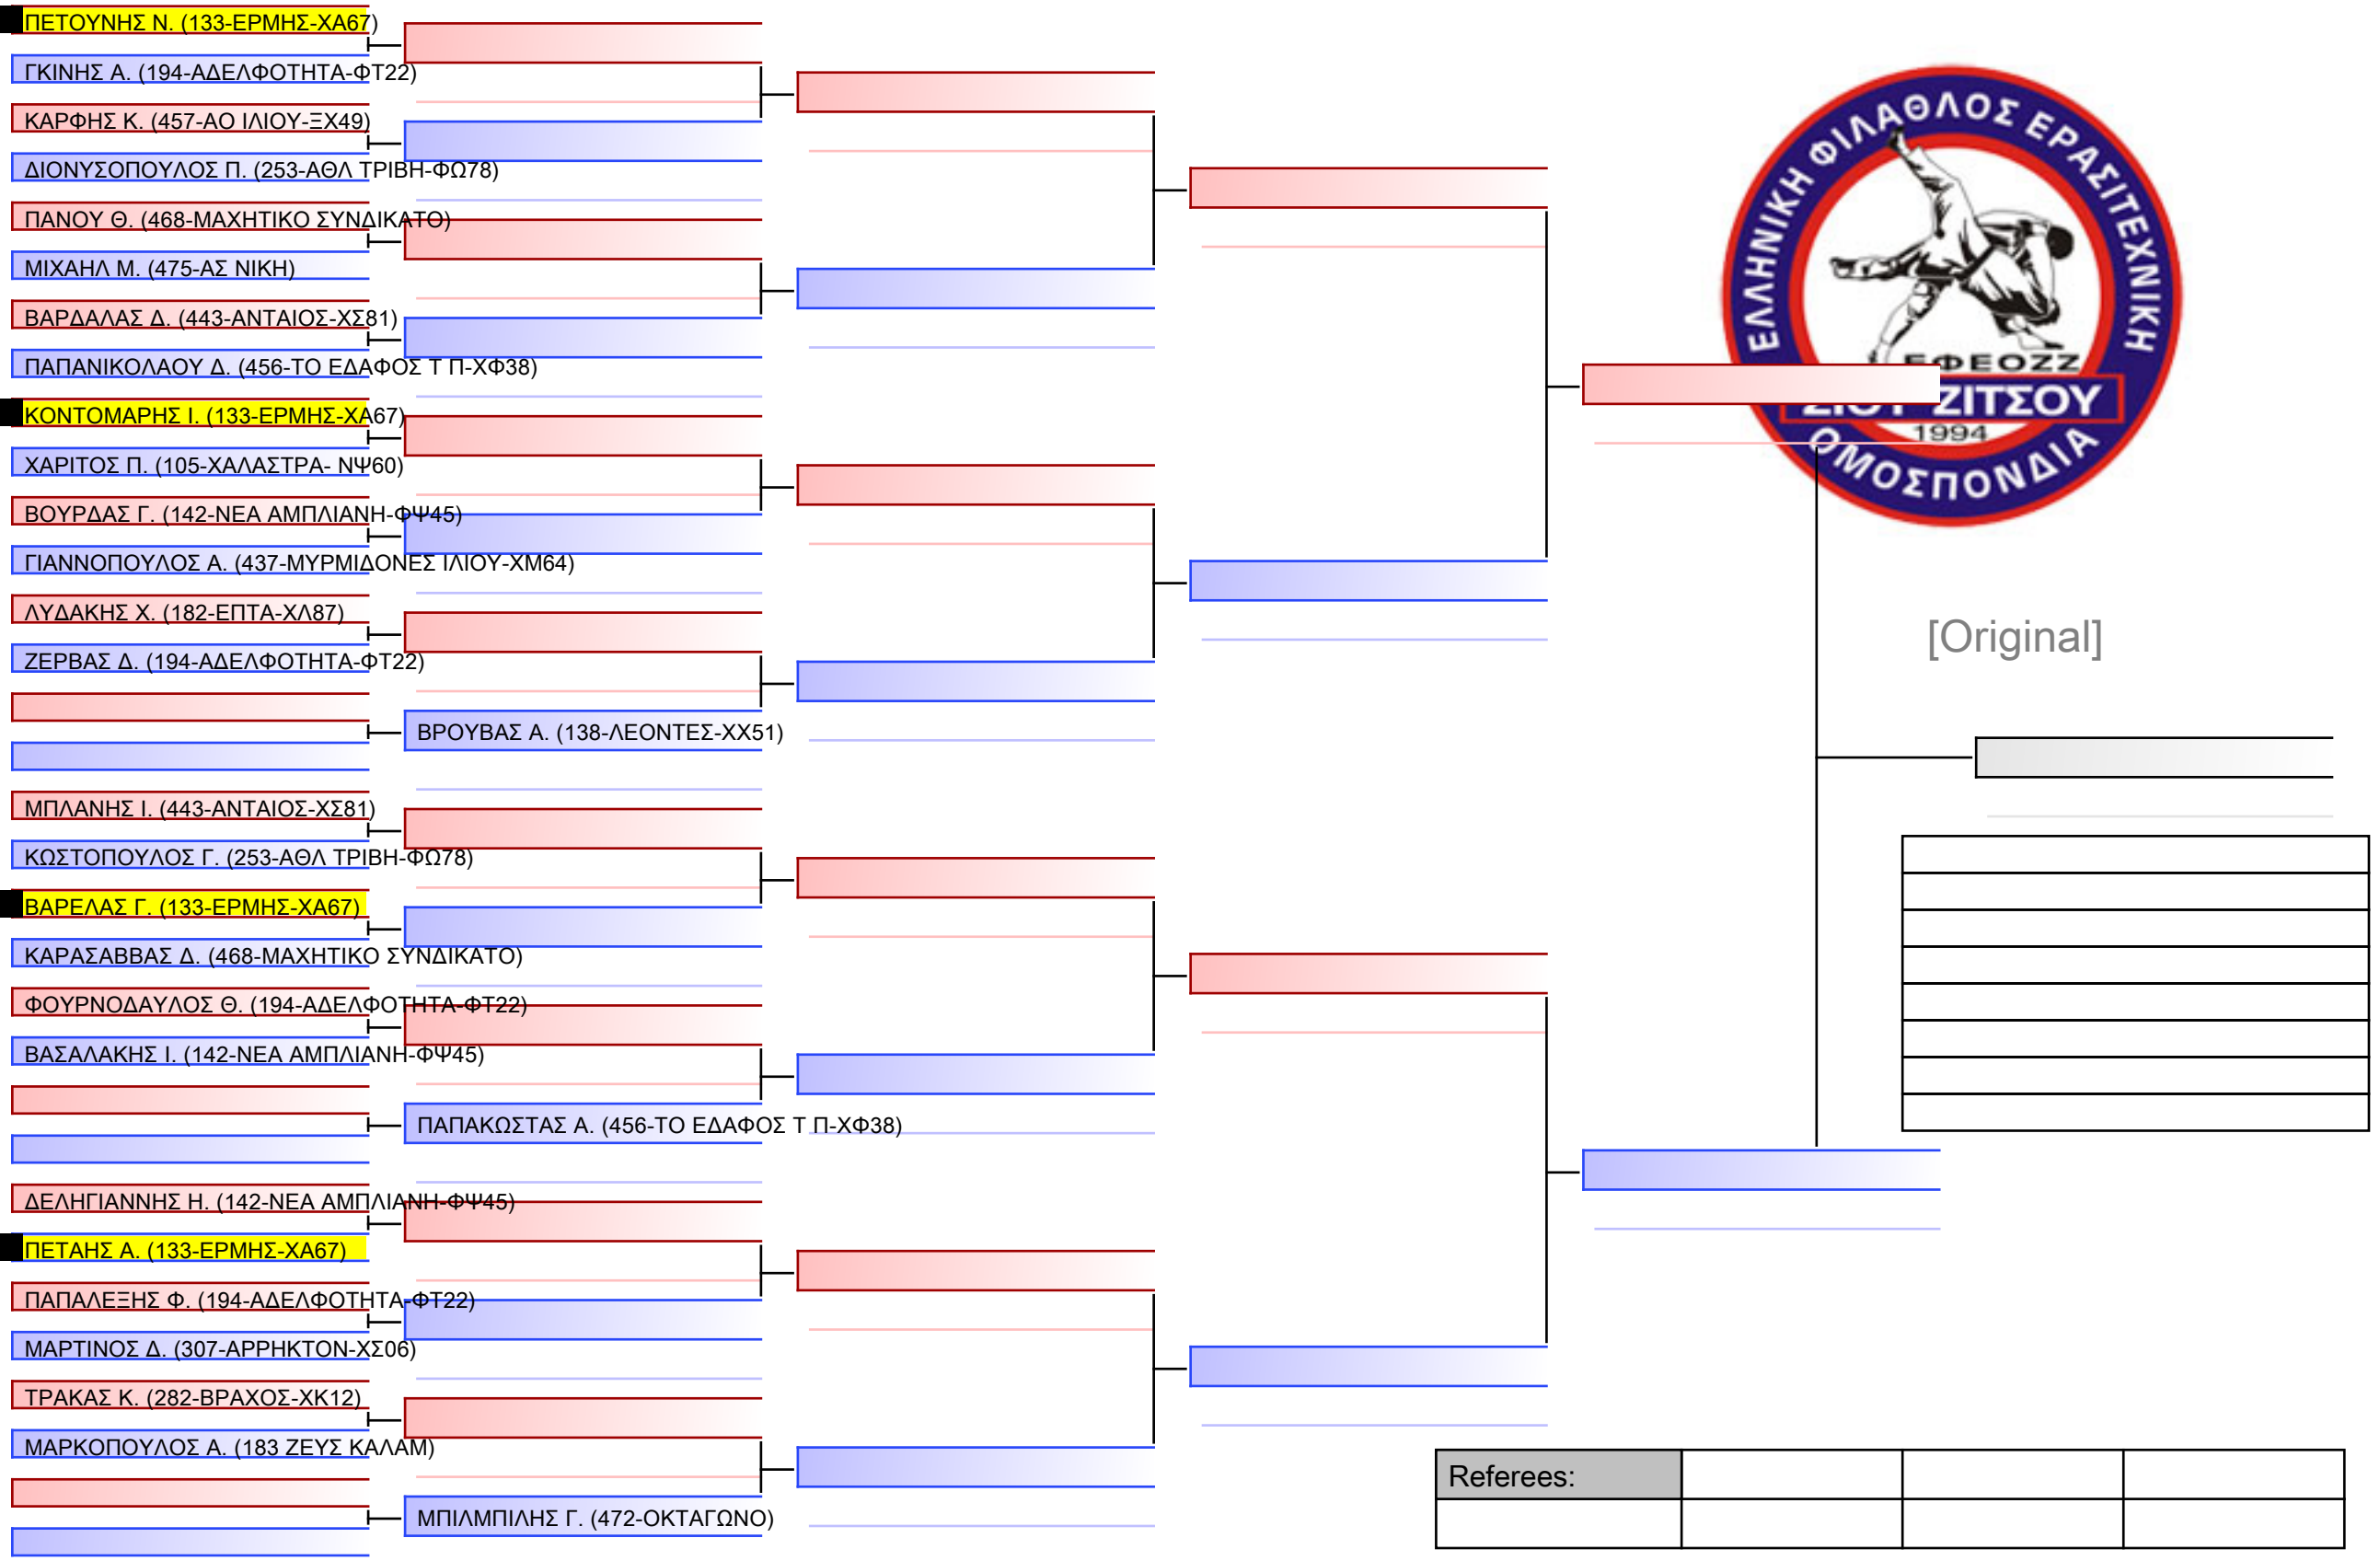 ΠΕΤΟΥΝΗΣ Ν. (133-ΕΡΜΗΣ-ΧΑ67)
ΓΚΙΝΗΣ Α. (194-ΑΔΕΛΦΟΤΗΤΑ-ΦΤ22)
ΚΑΡΦΗΣ Κ. (457-ΑΟ ΙΛΙΟΥ-ΞΧ49)
ΔΙΟΝΥΣΟΠΟΥΛΟΣ Π. (253-ΑΘΛ ΤΡΙΒΗ-ΦΩ78)
ΠΑΝΟΥ Θ. (468-ΜΑΧΗΤΙΚΟ ΣΥΝΔΙΚΑΤΟ)
ΜΙΧΑΗΛ Μ. (475-ΑΣ ΝΙΚΗ)
ΒΑΡΔΑΛΑΣ Δ. (443-ΑΝΤΑΙΟΣ-ΧΣ81)
ΠΑΠΑΝΙΚΟΛΑΟΥ Δ. (456-ΤΟ ΕΔΑΦΟΣ Τ Π-ΧΦ38)
ΚΟΝΤΟΜΑΡΗΣ Ι. (133-ΕΡΜΗΣ-ΧΑ67)
ΧΑΡΙΤΟΣ Π. (105-ΧΑΛΑΣΤΡΑ- ΝΨ60)
ΒΟΥΡΔΑΣ Γ. (142-ΝΕΑ ΑΜΠΛΙΑΝΗ-ΦΨ45)
ΓΙΑΝΝΟΠΟΥΛΟΣ Α. (437-ΜΥΡΜΙΔΟΝΕΣ ΙΛΙΟΥ-ΧΜ64)
ΛΥΔΑΚΗΣ Χ. (182-ΕΠΤΑ-ΧΛ87)
ΖΕΡΒΑΣ Δ. (194-ΑΔΕΛΦΟΤΗΤΑ-ΦΤ22)
ΒΡΟΥΒΑΣ Α. (138-ΛΕΟΝΤΕΣ-ΧΧ51)
ΜΠΛΑΝΗΣ Ι. (443-ΑΝΤΑΙΟΣ-ΧΣ81)
ΚΩΣΤΟΠΟΥΛΟΣ Γ. (253-ΑΘΛ ΤΡΙΒΗ-ΦΩ78)
ΒΑΡΕΛΑΣ Γ. (133-ΕΡΜΗΣ-ΧΑ67)
ΚΑΡΑΣΑΒΒΑΣ Δ. (468-ΜΑΧΗΤΙΚΟ ΣΥΝΔΙΚΑΤΟ)
ΦΟΥΡΝΟΔΑΥΛΟΣ Θ. (194-ΑΔΕΛΦΟΤΗΤΑ-ΦΤ22)
ΒΑΣΑΛΑΚΗΣ Ι. (142-ΝΕΑ ΑΜΠΛΙΑΝΗ-ΦΨ45)
ΠΑΠΑΚΩΣΤΑΣ Α. (456-ΤΟ ΕΔΑΦΟΣ Τ Π-ΧΦ38)
ΔΕΛΗΓΙΑΝΝΗΣ Η. (142-ΝΕΑ ΑΜΠΛΙΑΝΗ-ΦΨ45)
ΠΕΤΑΗΣ Α. (133-ΕΡΜΗΣ-ΧΑ67)
ΠΑΠΑΛΕΞΗΣ Φ. (194-ΑΔΕΛΦΟΤΗΤΑ-ΦΤ22)
ΜΑΡΤΙΝΟΣ Δ. (307-ΑΡΡΗΚΤΟΝ-ΧΣ06)
ΤΡΑΚΑΣ Κ. (282-ΒΡΑΧΟΣ-ΧΚ12)
ΜΑΡΚΟΠΟΥΛΟΣ Α. (183 ΖΕΥΣ ΚΑΛΑΜ)
ΜΠΙΛΜΠΙΛΗΣ Γ. (472-ΟΚΤΑΓΩΝΟ)
ΕΛΛΗΝΙΚΗ ΦΙΛΑΘΛΟΣ ΕΡΑΣΙΤΕΧΝΙΚΗ
ΕΦΕΟΖΖ
ΖΙΤΣΟΥ
1994
ΟΜΟΣΠΟΝΔΙΑ
[Original]
Referees: